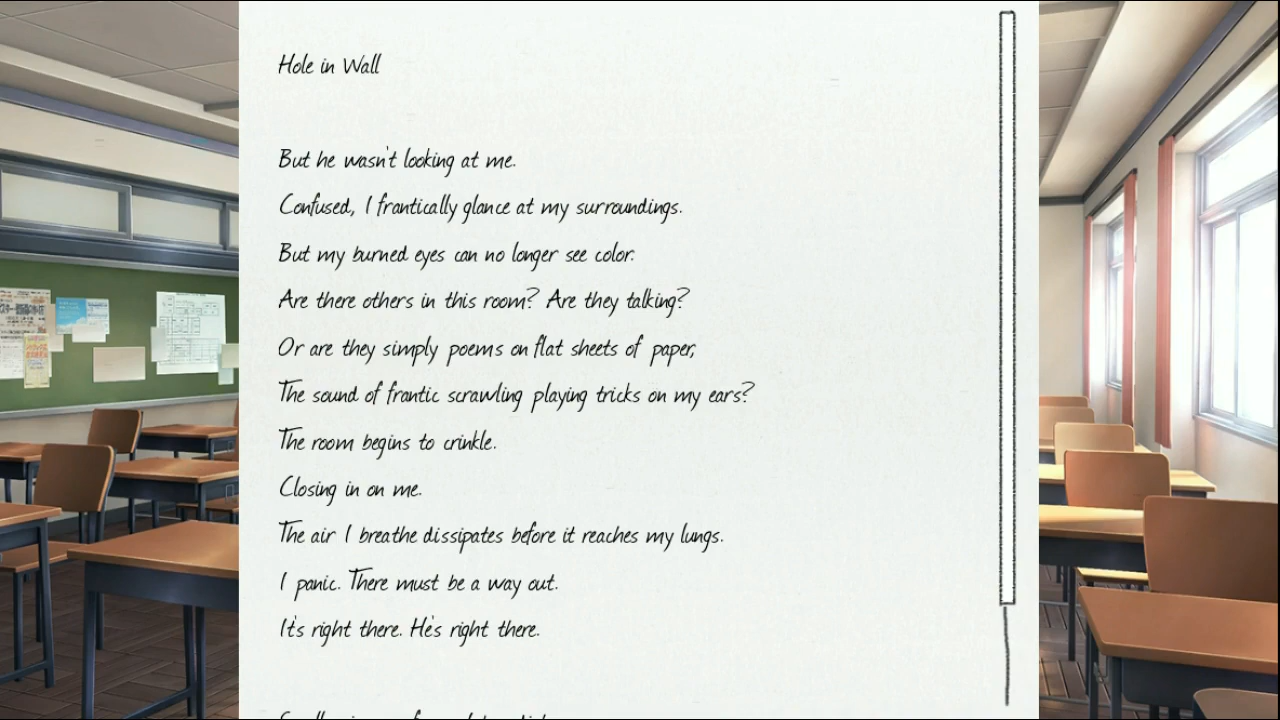 Hole in Wall
But he wasn't looking at me.
Confused, I frantically glance at my surroundings.
But my burned eyes can no longer see color.
Are there others in this room? Are they talking?
Or are they simply poems on flat sheets of paper,
The sound of frantic scrawling playing tricks on my ears?
The room begins to crinkle.
Closing in on me.
The air I breathe dissipates before it reaches my lungs.
I panic. There must be a way out.
It's right there. He's right there.